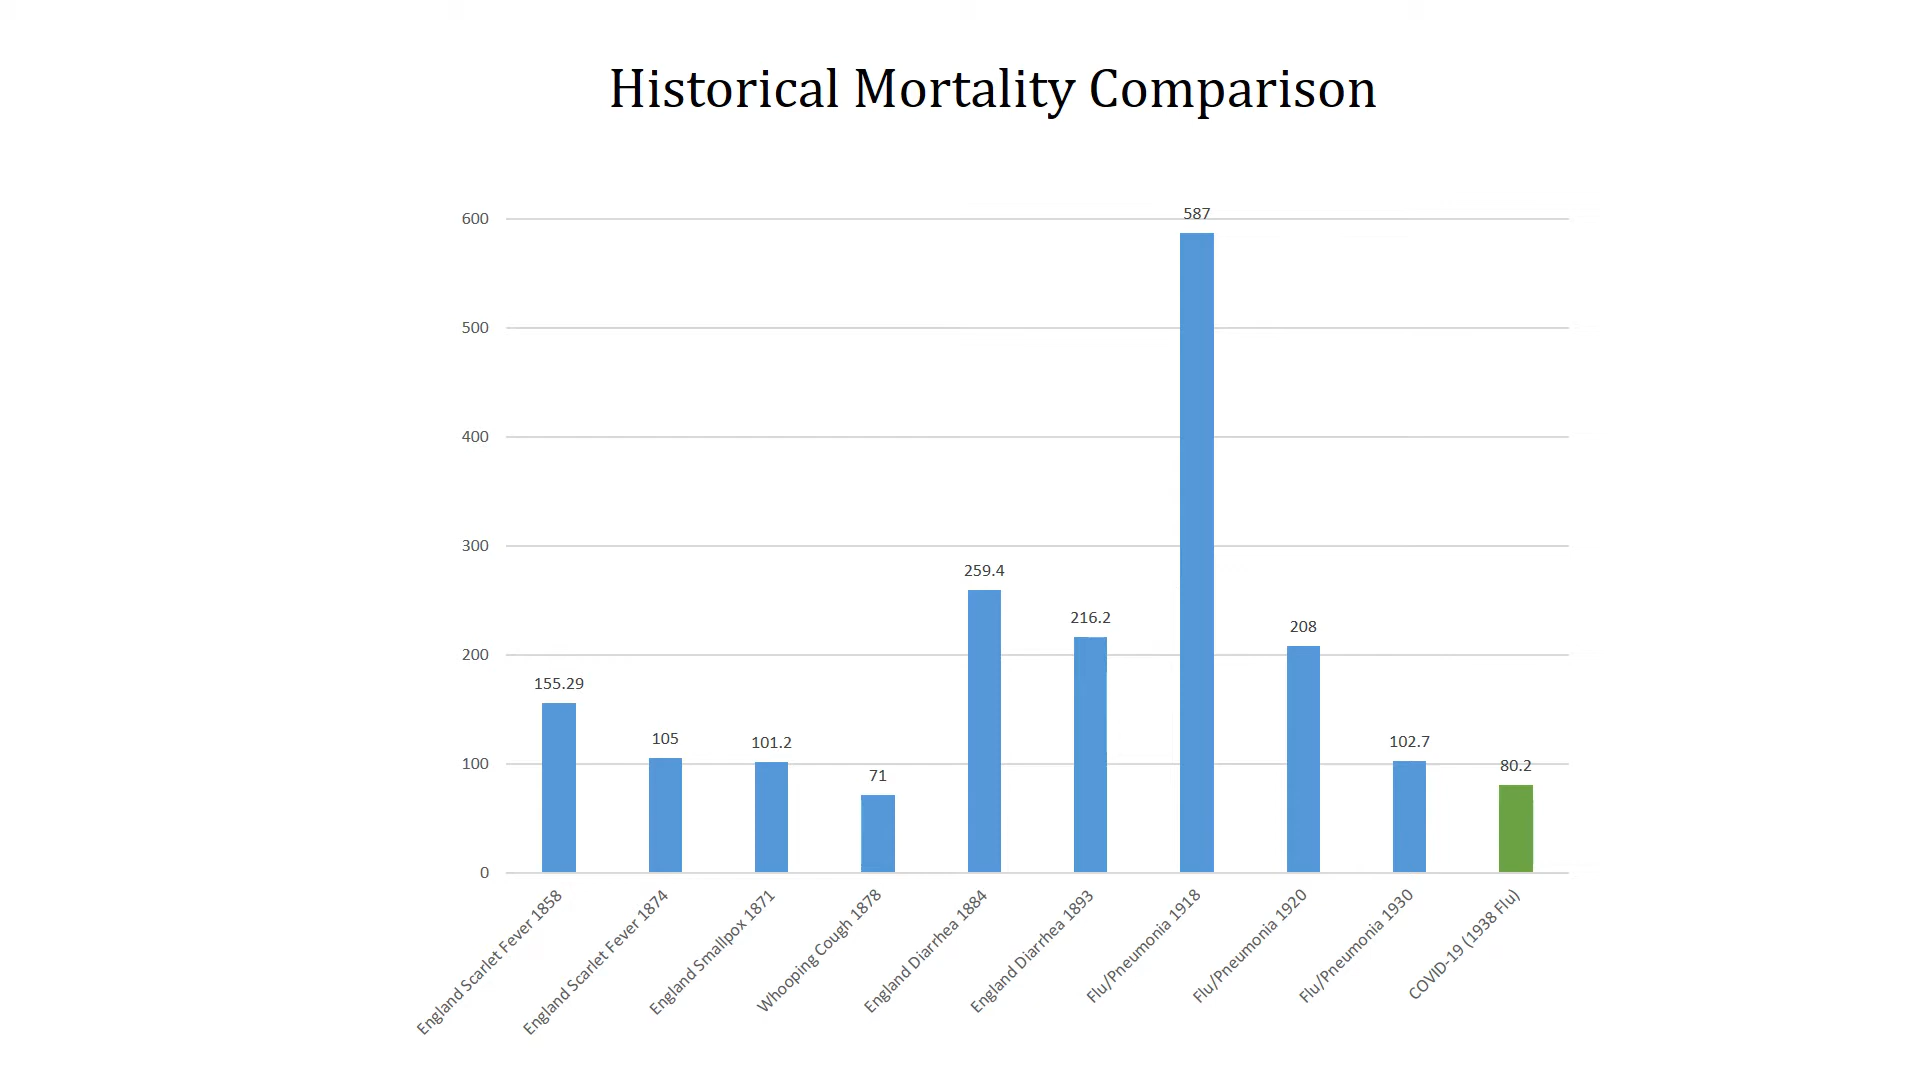 Historical Mortality Comparison
600
500
400
300
200
100
0
155.29
105
101.2
71
259.4
216.2
587
208
102.7
80.2
England Scarlet Fever 1858
England Scarlet Fever 1874
England Smallpox 1871
Whooping Cough 1878
England Diarrhea 1884
England Diarrhea 1893
Flu/Pneumonia 1918
Flu/Pneumonia 1920
Flu/Pneumonia 1930
COVID-19 (1938 Flu)